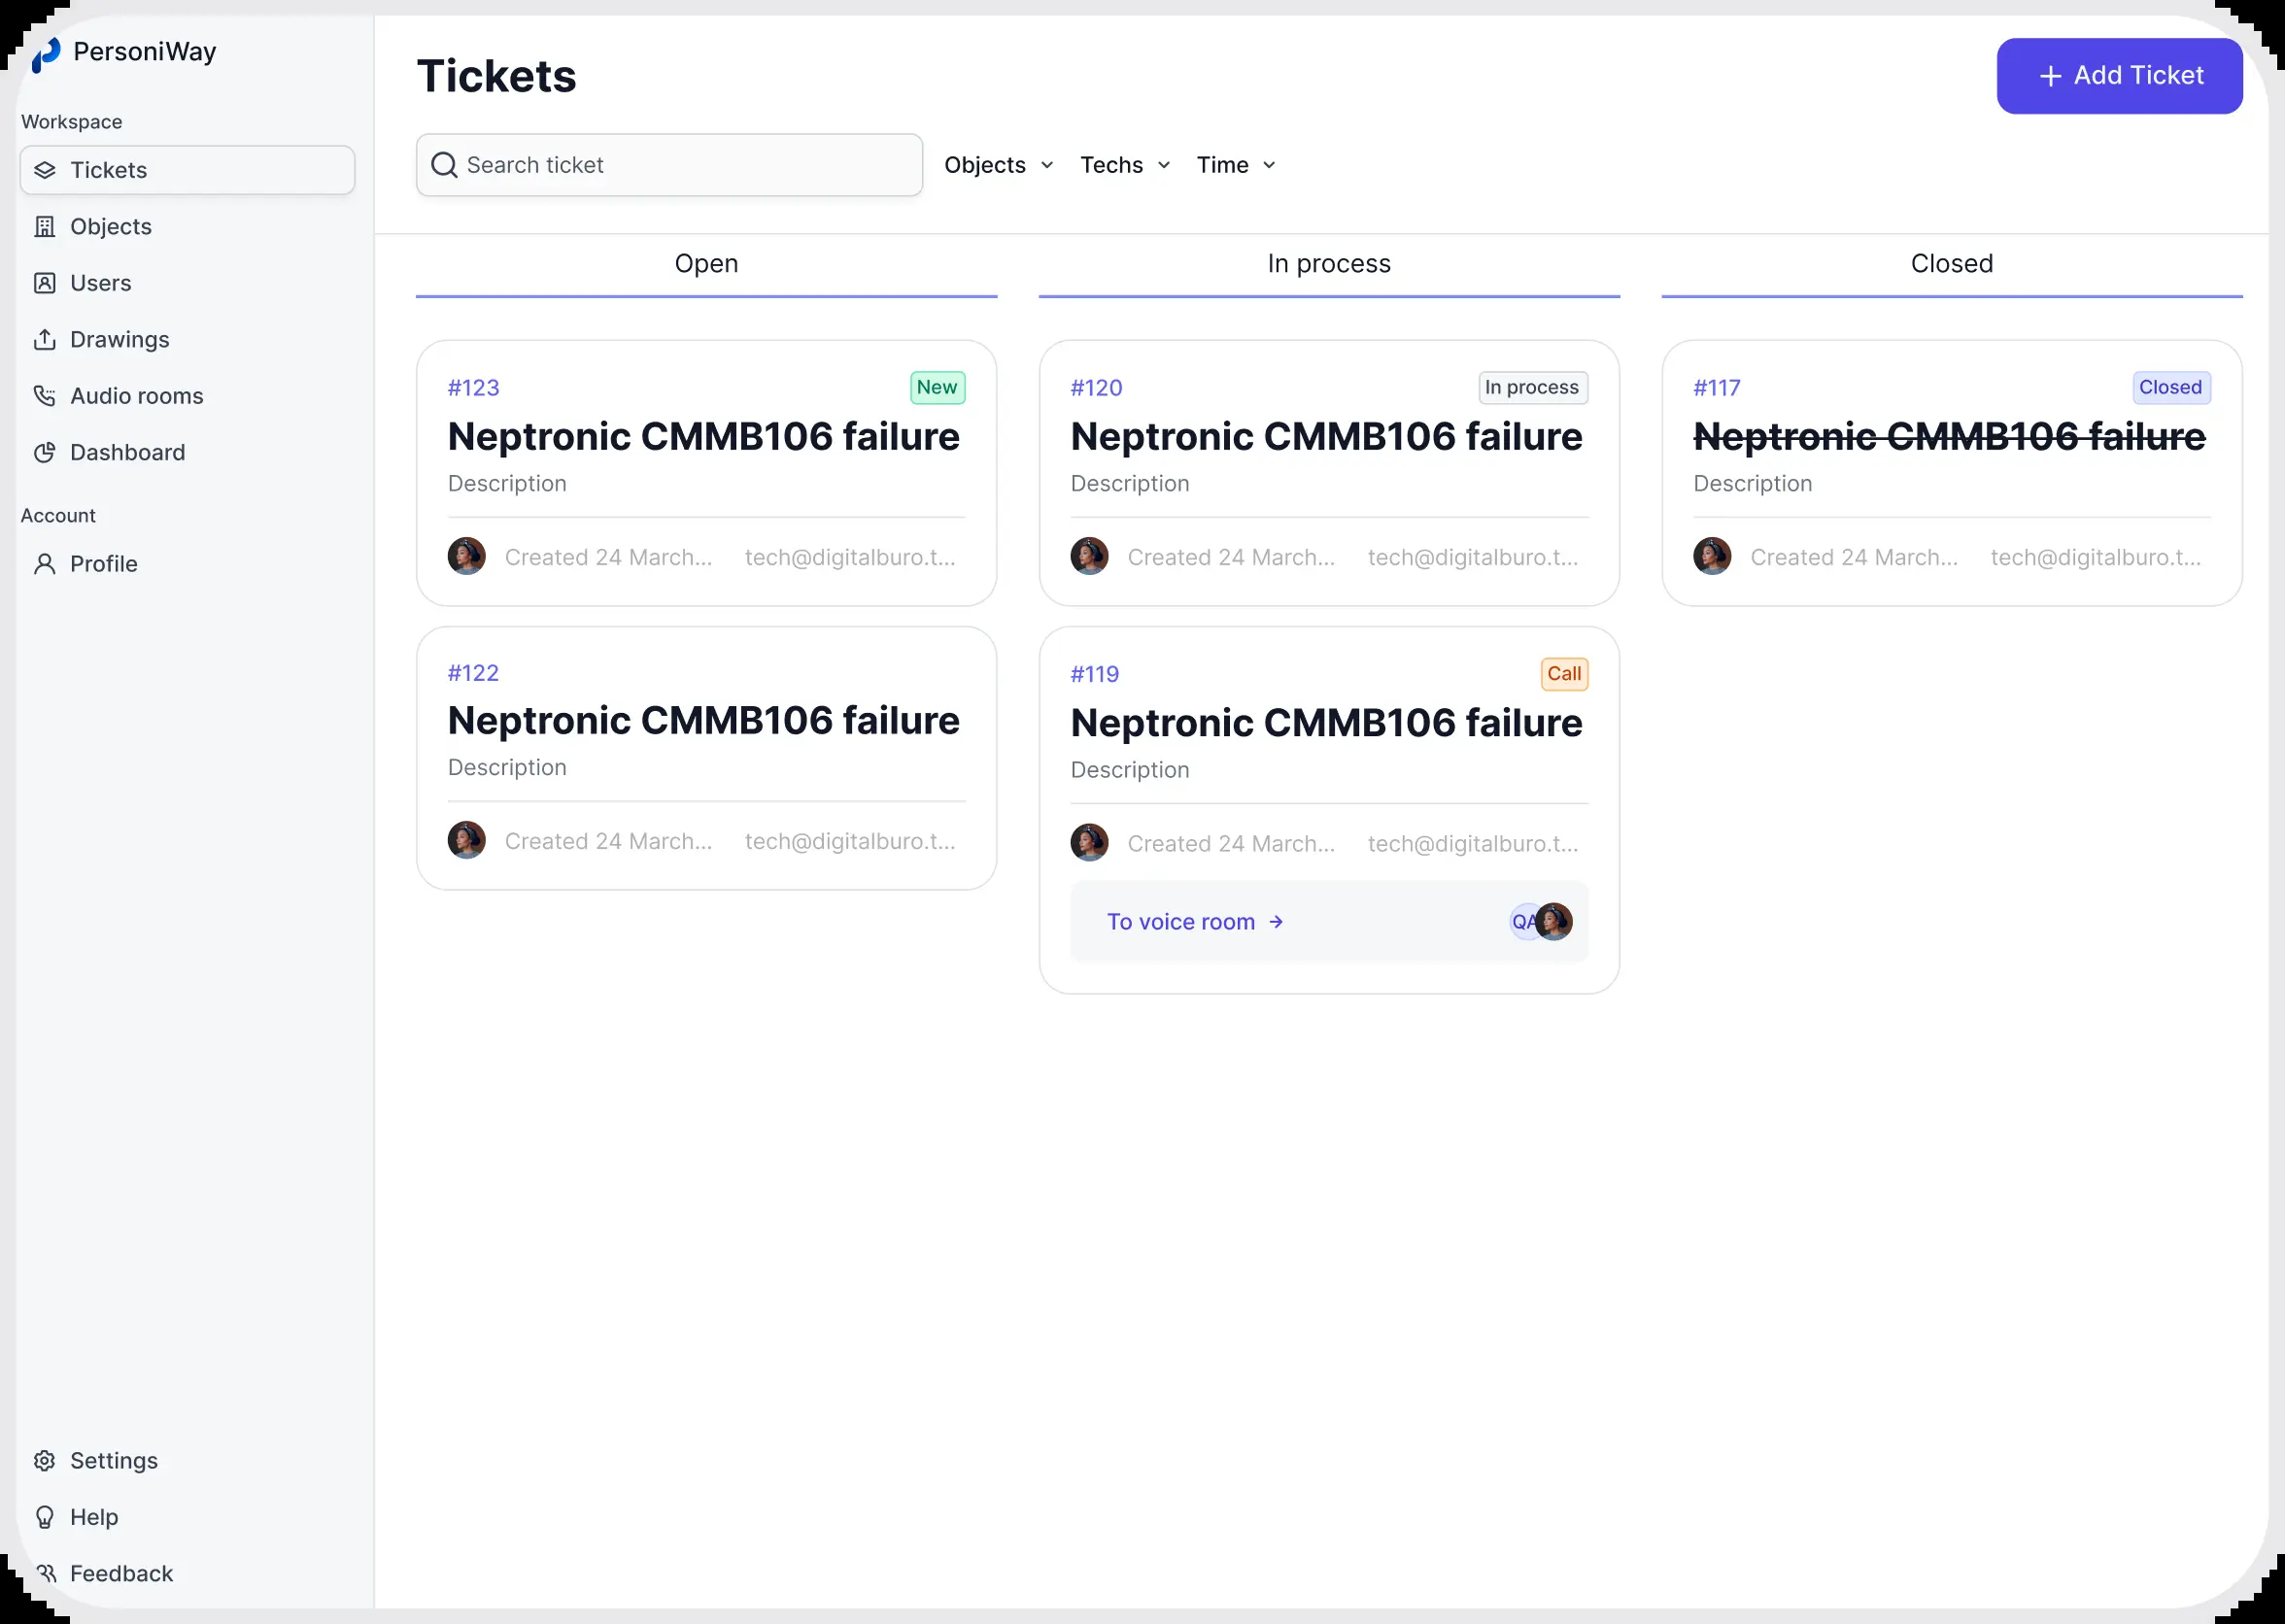 PersoniWay
Workspace
Tickets
Objects
Users
Drawings
Audio rooms
Dashboard
Account
Profile
Settings
Help
Feedback
Tickets
+ Add Ticket
Search ticket
Objects
Techs
Time
Open
#123
New
Neptronic CMMB106 failure
Description
Created 24 March...
tech@digitalburo.t...
#122
Neptronic CMMB106 failure
Description
Created 24 March...
tech@digitalburo.t...
In process
#120
In process
Neptronic CMMB106 failure
Description
Created 24 March...
tech@digitalburo.t...
#119
Call
Neptronic CMMB106 failure
Description
Created 24 March...
tech@digitalburo.t...
To voice room →
QA
Closed
#117
Closed
Neptronic CMMB106 failure
Description
Created 24 March...
tech@digitalburo.t...